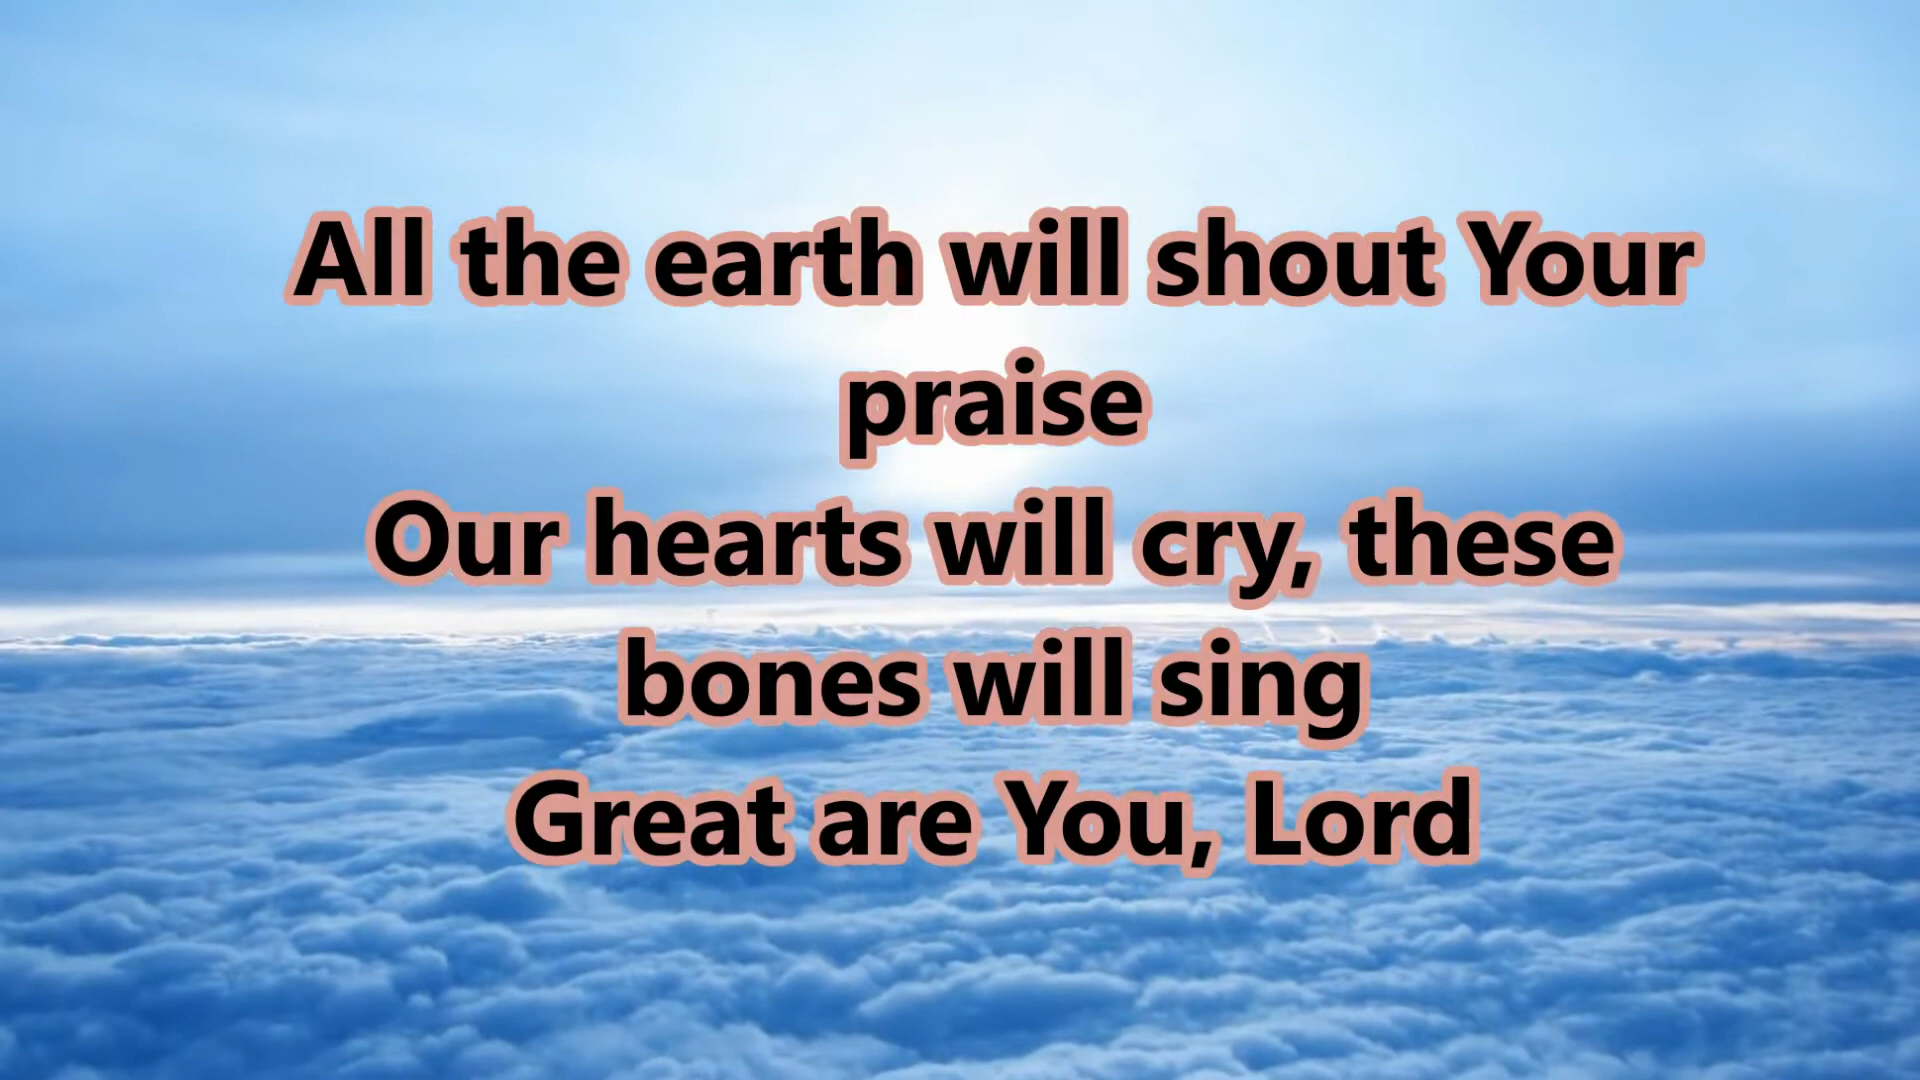 All the earth will shout Your
praise
Our hearts will cry, these
bones will sing
Great are You, Lord